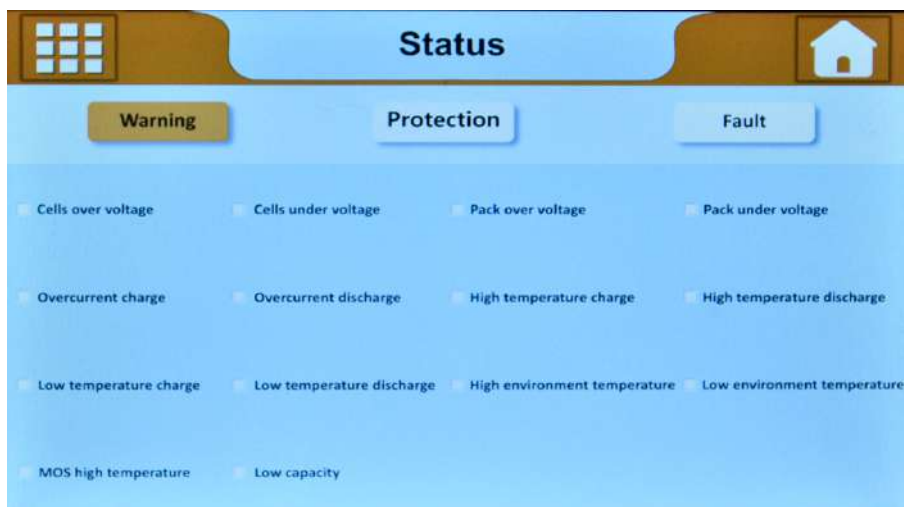 Status
Warning Protection Fault
Cells over voltage Cells under voltage Pack over voltage Pack under voltage
Overcurrent charge Overcurrent discharge High temperature charge High temperature discharge
Low temperature charge Low temperature discharge High environment temperature Low environment temperature
MOS high temperature Low capacity